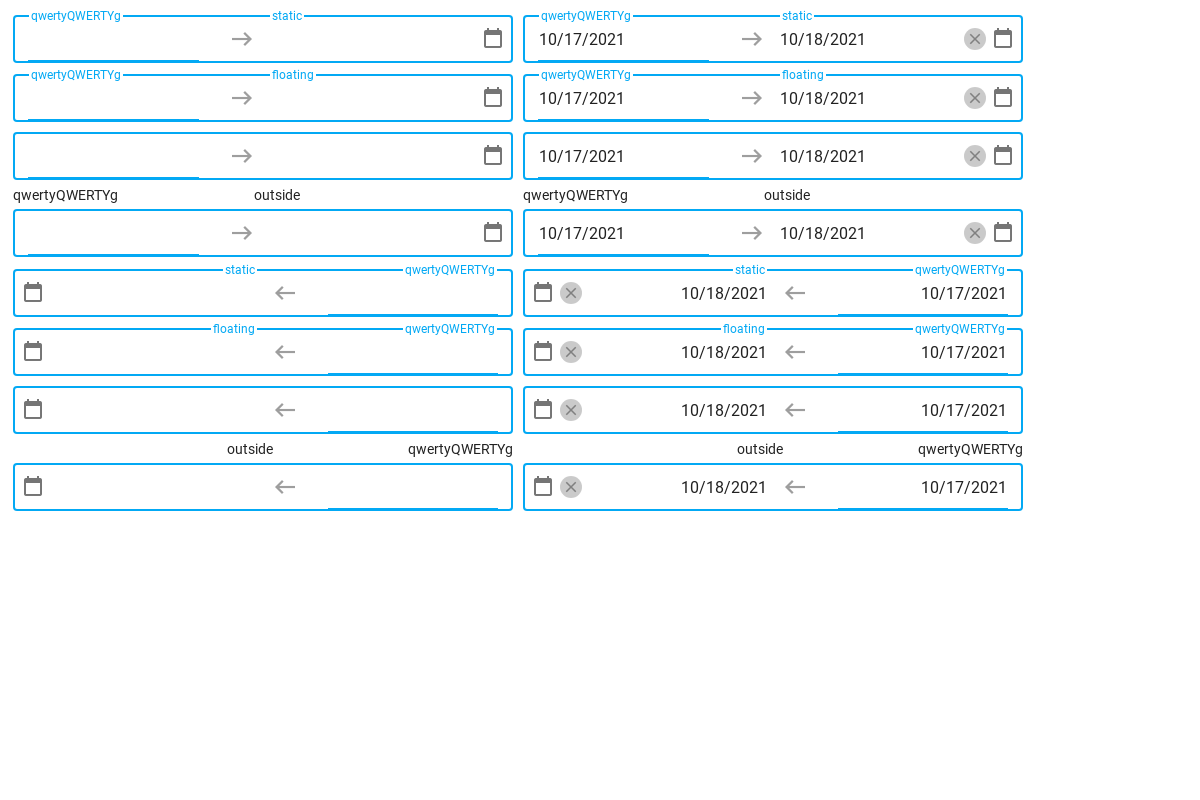 qwertyQWERTYg static qwertyQWERTYg static
10/17/2021 10/18/2021
qwertyQWERTYg floating qwertyQWERTYg floating
10/17/2021 10/18/2021
10/17/2021 10/18/2021
qwertyQWERTYg outside qwertyQWERTYg outside
10/17/2021 10/18/2021
static qwertyQWERTYg static qwertyQWERTYg
10/18/2021 10/17/2021
floating qwertyQWERTYg floating qwertyQWERTYg
10/18/2021 10/17/2021
10/18/2021 10/17/2021
outside qwertyQWERTYg outside qwertyQWERTYg
10/18/2021 10/17/2021